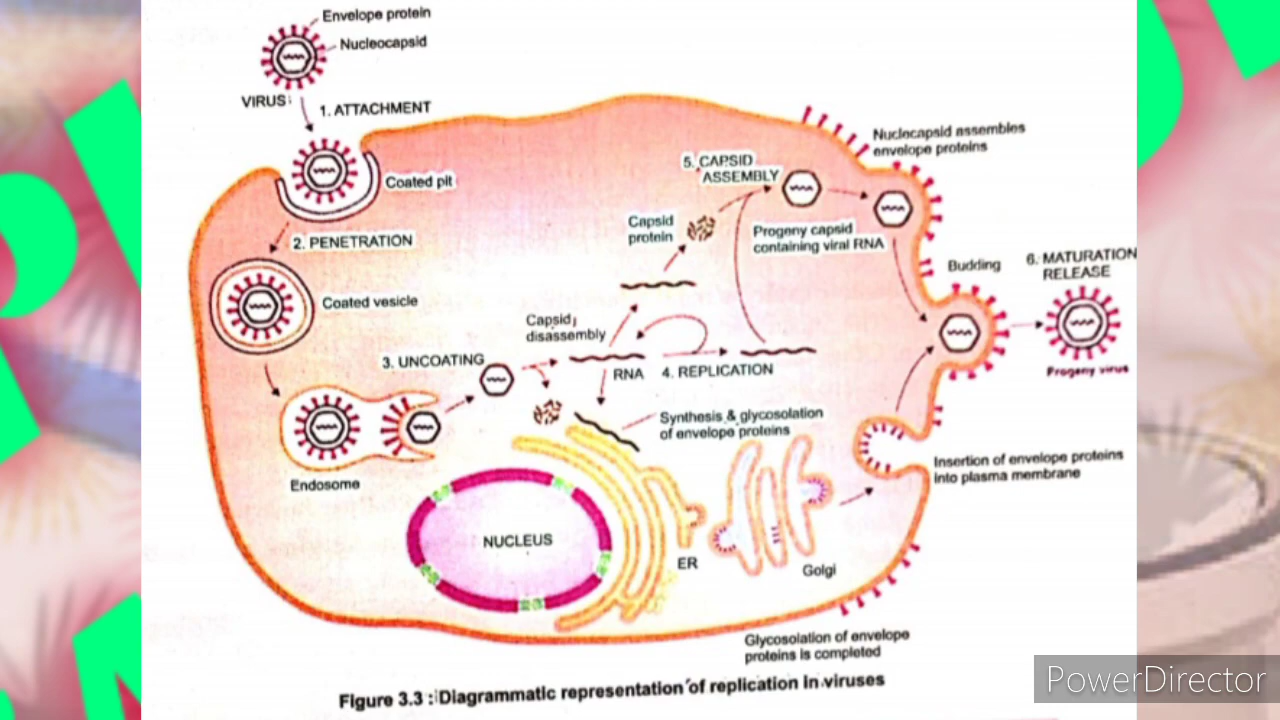 Envelope protein
Nucleocapsid
VIRUS
1. ATTACHMENT
Coated pit
2. PENETRATION
Coated vesicle
3. UNCOATING
Endosome
Capsid
disassembly
RNA
4. REPLICATION
Capsid
protein
5. CAPSID
ASSEMBLY
Progeny capsid
containing viral RNA
Nuclecapsid assembles
envelope proteins
Budding
6. MATURATION
RELEASE
Progeny virus
Synthesis & glycosolation
of envelope proteins
Insertion of envelope proteins
into plasma membrane
NUCLEUS
ER
Golgi
Glycosolation of envelope
proteins is completed
Figure 3.3 : Diagrammatic representation of replication in viruses
PowerDirector